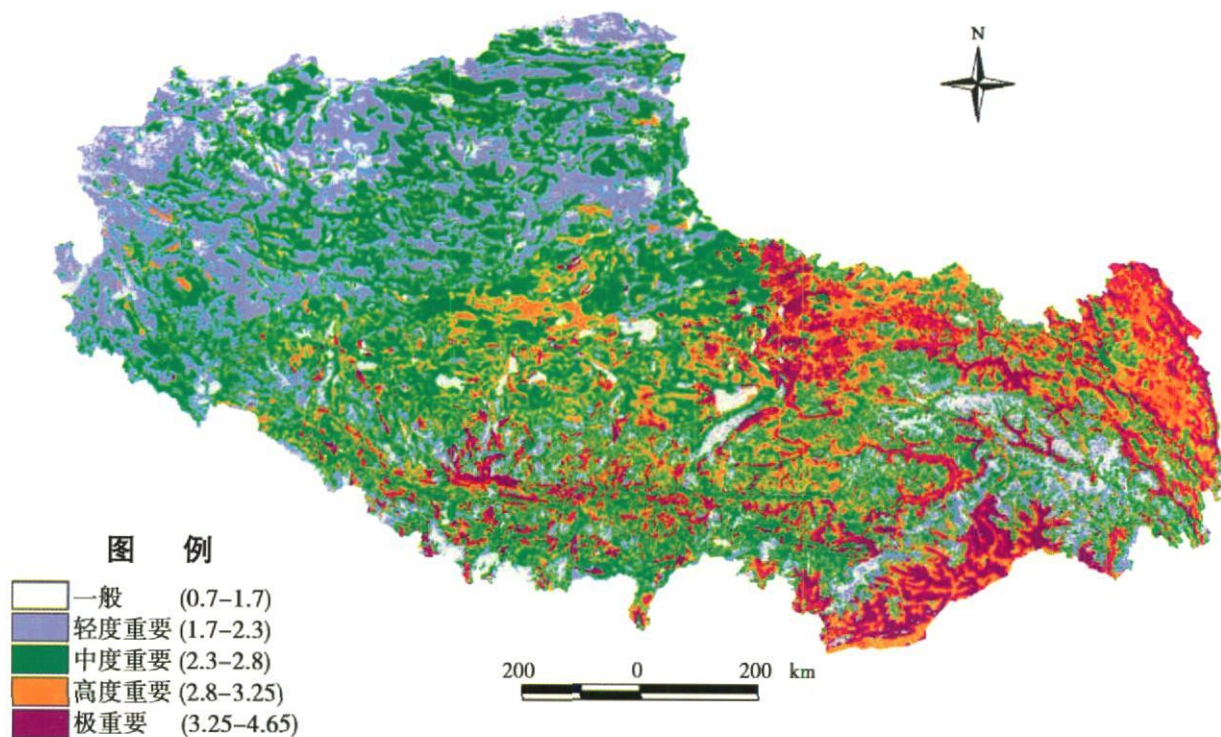 N
图 例
一般 (0.7-1.7)
轻度重要 (1.7-2.3)
中度重要 (2.3-2.8)
高度重要 (2.8-3.25)
极重要 (3.25-4.65)
200 0 200 km